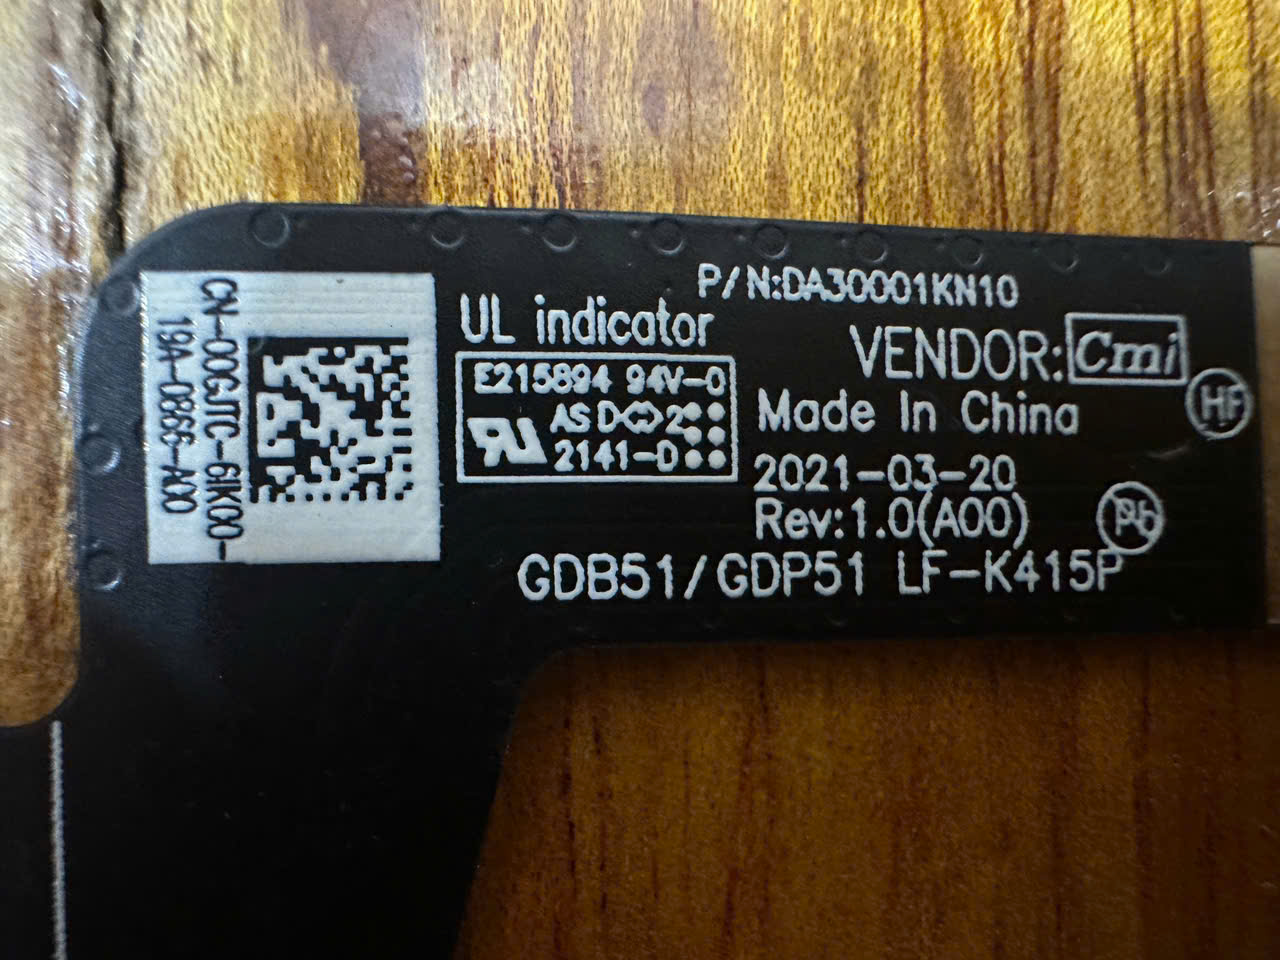 CN-00GJTC-6IK00-
19A-0866-A00
UL indicator
E215894 94V-0
AS D 2
2141-D
P/N:DA30001KN10
VENDOR: Cmi
HF
Made In China
2021-03-20
Rev:1.0(A00)
Pb
GDB51/GDP51 LF-K415P